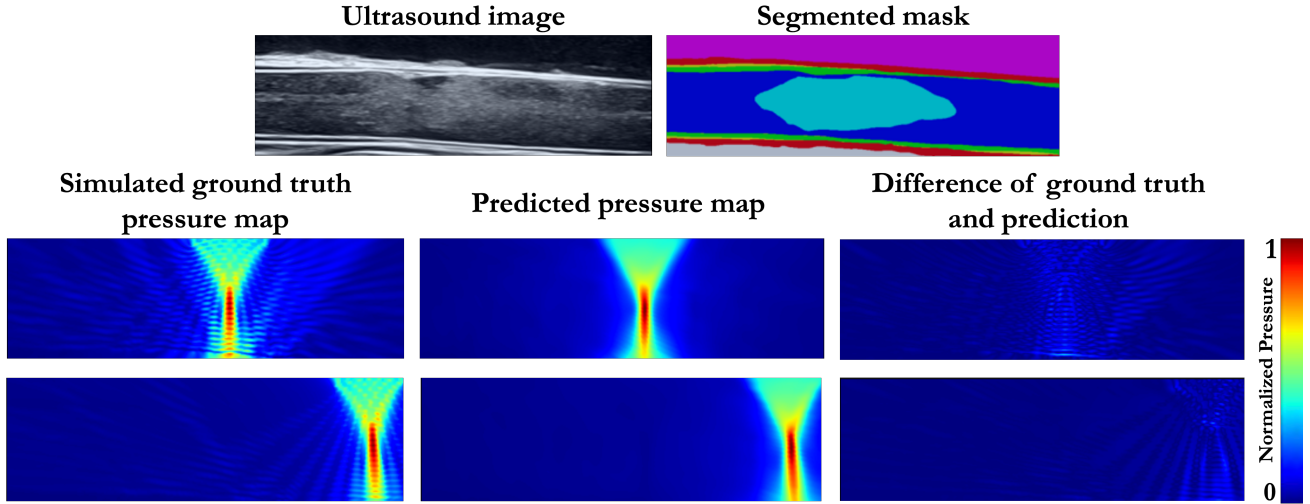 Ultrasound image
Segmented mask
Simulated ground truth
pressure map
Predicted pressure map
Difference of ground truth
and prediction
1
Normalized Pressure
0